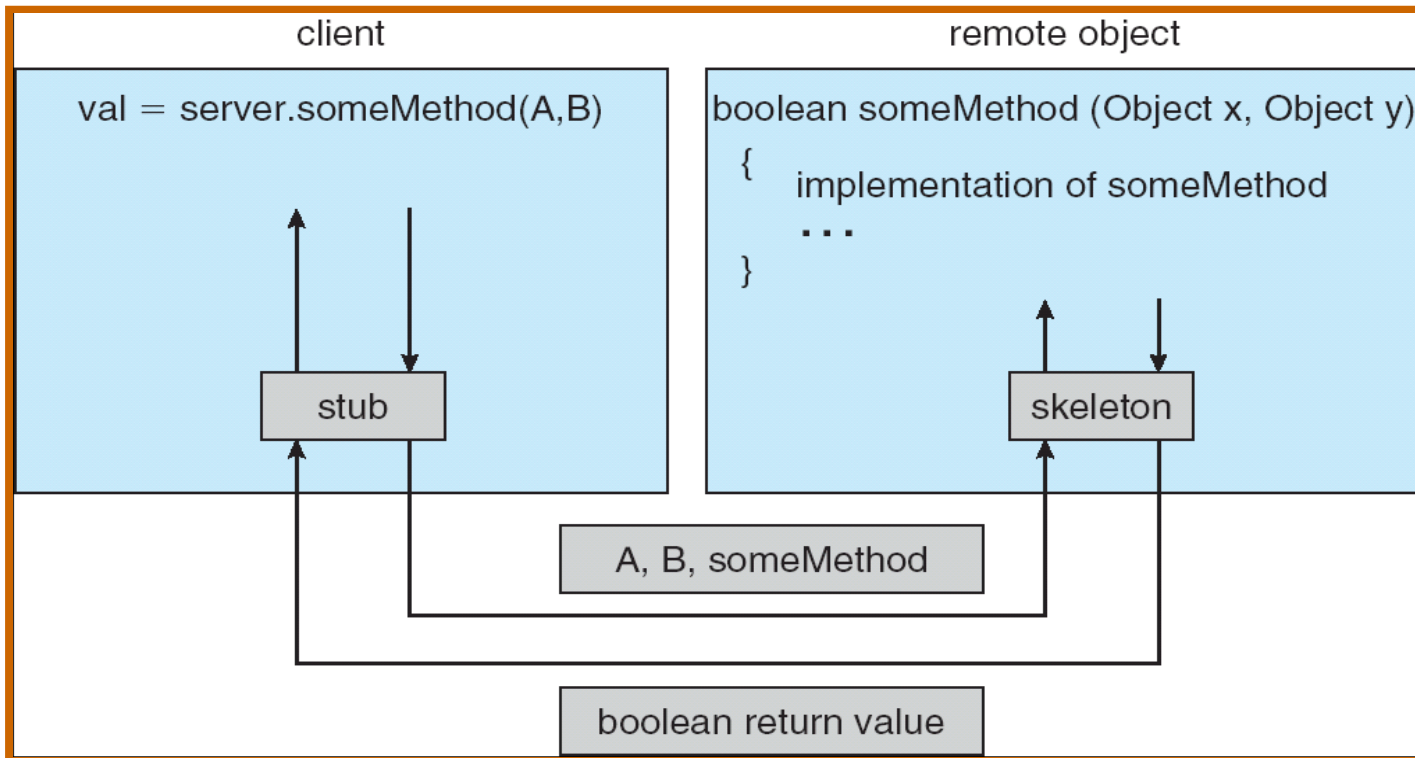 client
remote object
val = server.someMethod(A,B)
boolean someMethod (Object x, Object y)
{
implementation of someMethod
...
}
stub
skeleton
A, B, someMethod
boolean return value